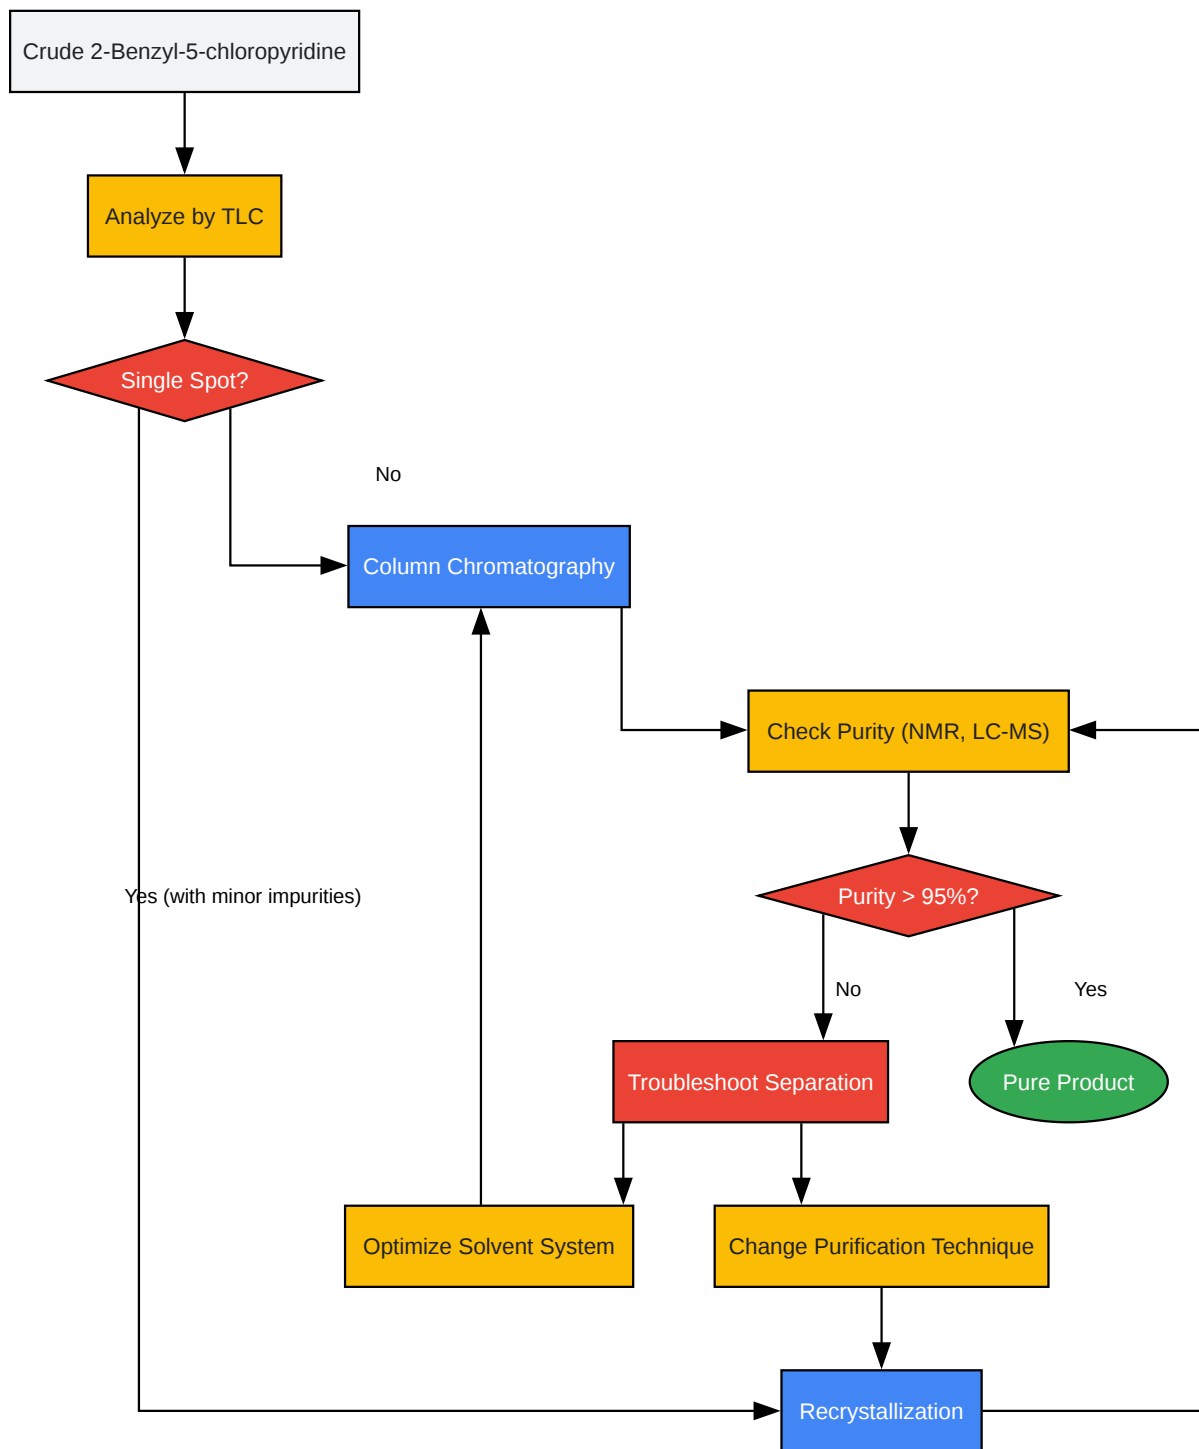 Crude 2-Benzyl-5-chloropyridine
Analyze by TLC
Single Spot?
No
Column Chromatography
Check Purity (NMR, LC-MS)
Yes (with minor impurities)
Purity > 95%?
No
Yes
Troubleshoot Separation
Pure Product
Optimize Solvent System
Change Purification Technique
Recrystallization